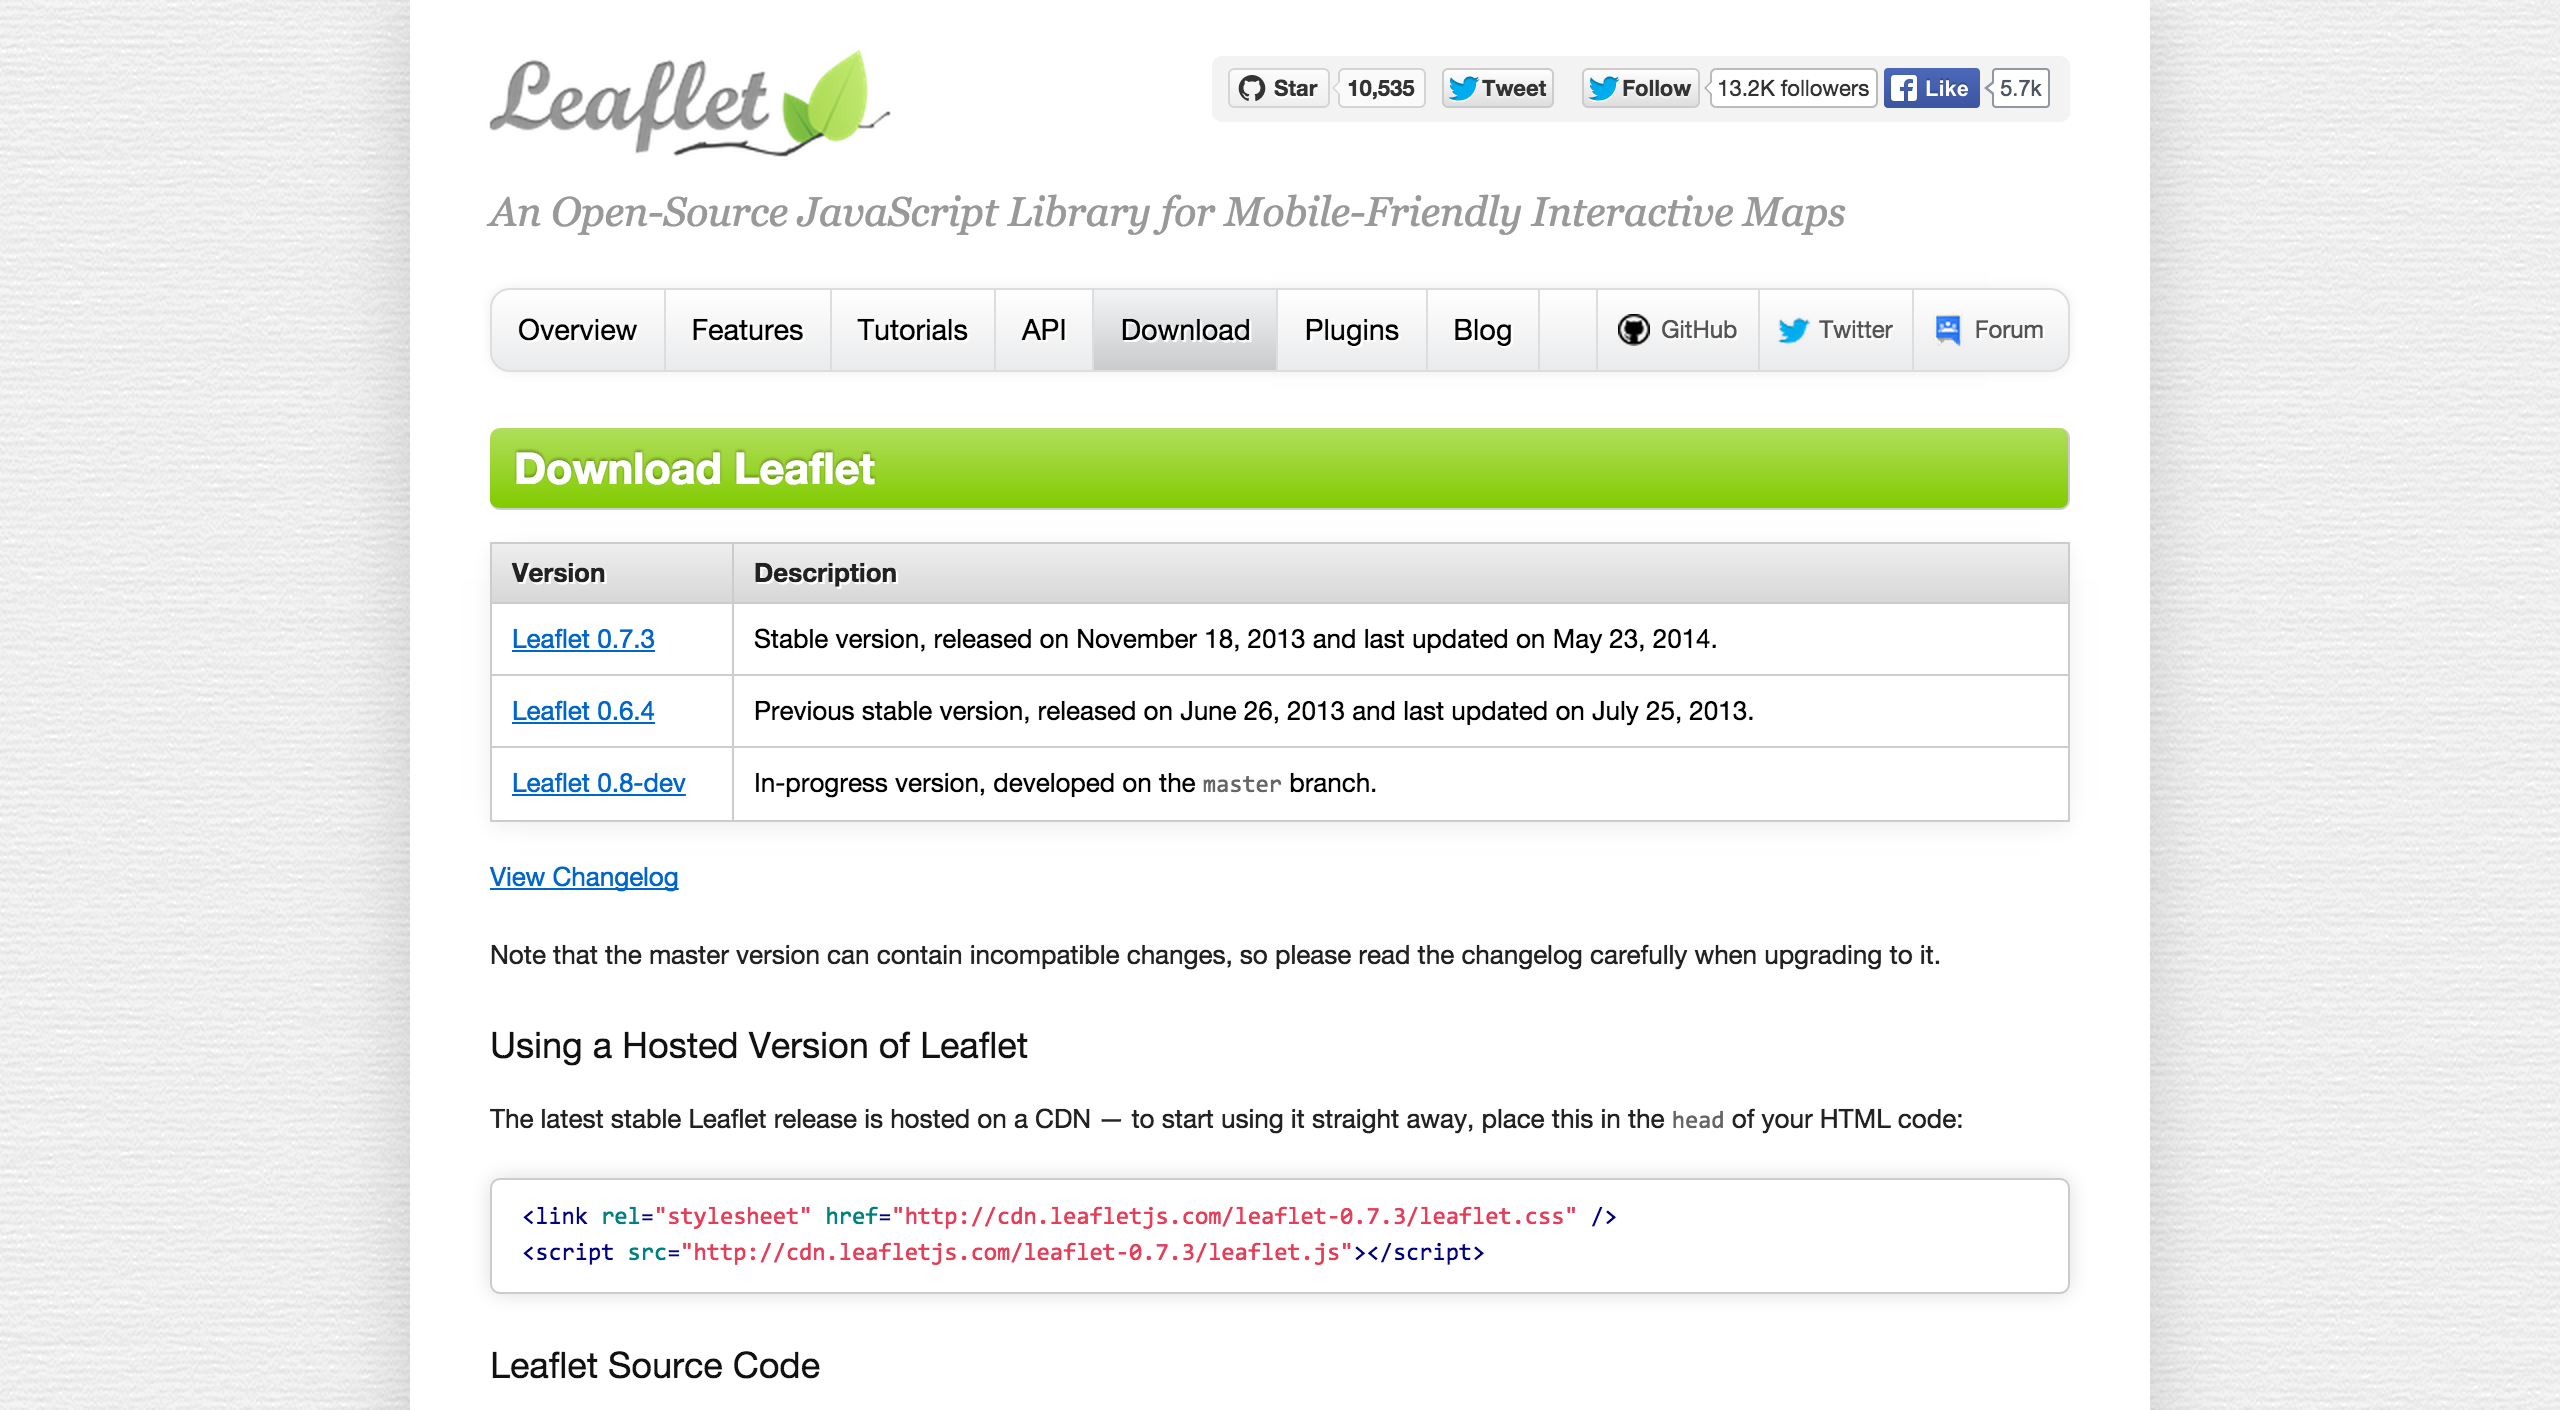 Leaflet
Star 10,535 Tweet Follow 13.2K followers Like 5.7k
An Open-Source JavaScript Library for Mobile-Friendly Interactive Maps
Overview Features Tutorials API Download Plugins Blog GitHub Twitter Forum
Download Leaflet
Version Description
Leaflet 0.7.3 Stable version, released on November 18, 2013 and last updated on May 23, 2014.
Leaflet 0.6.4 Previous stable version, released on June 26, 2013 and last updated on July 25, 2013.
Leaflet 0.8-dev In-progress version, developed on the master branch.
View Changelog
Note that the master version can contain incompatible changes, so please read the changelog carefully when upgrading to it.
Using a Hosted Version of Leaflet
The latest stable Leaflet release is hosted on a CDN — to start using it straight away, place this in the head of your HTML code:
<link rel="stylesheet" href="http://cdn.leafletjs.com/leaflet-0.7.3/leaflet.css" />
<script src="http://cdn.leafletjs.com/leaflet-0.7.3/leaflet.js"></script>
Leaflet Source Code